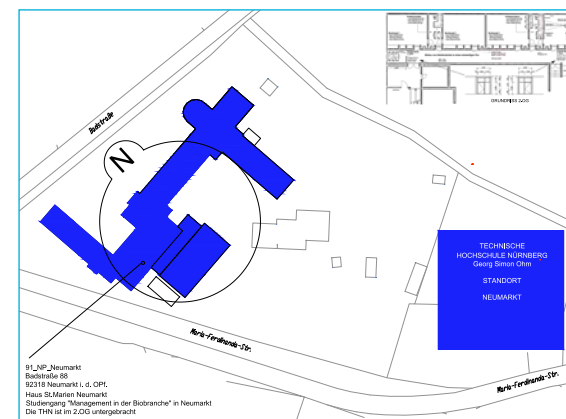 GRUNDRISS 2.OG
Badstraße
N
TECHNISCHE
HOCHSCHULE NÜRNBERG
Georg Simon Ohm
STANDORT
NEUMARKT
Maria-Ferdinanda-Str.
Maria-Ferdinanda-Str.
91_NP_Neumarkt
Badstraße 88
92318 Neumarkt i. d. OPf.
Haus St.Marien Neumarkt
Studiengang "Management in der Biobranche" in Neumarkt
Die THN ist im 2.OG untergebracht